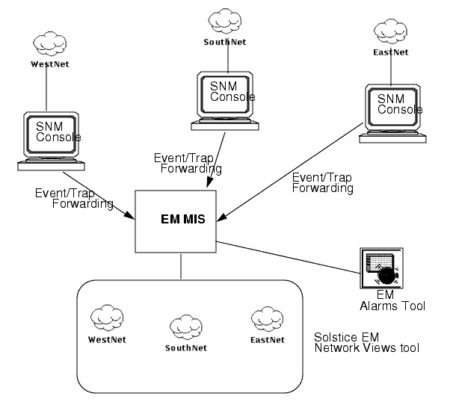 SouthNet
EastNet
WestNet
SNM
Console
SNM
Console
SNM
Console
Event/Trap
Forwarding
Event/Trap
Forwarding
Event/Trap
Forwarding
EM MIS
EM
Alarms Tool
WestNet
SouthNet
EastNet
Solstice EM
Network Views tool